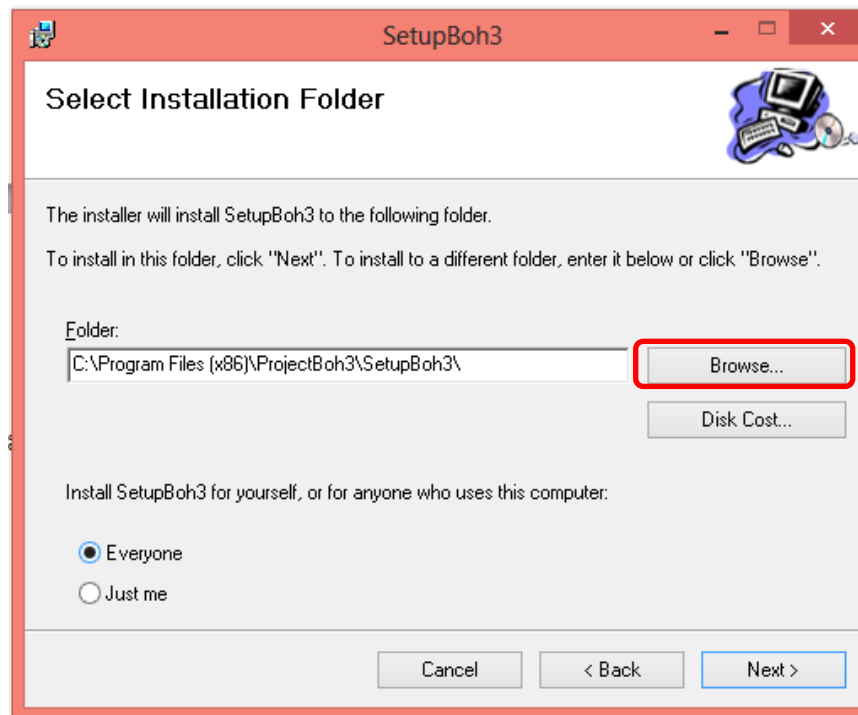 SetupBoh3
Select Installation Folder
The installer will install SetupBoh3 to the following folder.
To install in this folder, click "Next". To install to a different folder, enter it below or click "Browse".
Folder:
C:\Program Files (x86)\ProjectBoh3\SetupBoh3\
Browse...
Disk Cost...
Install SetupBoh3 for yourself, or for anyone who uses this computer:
Everyone
Just me
Cancel
< Back
Next >